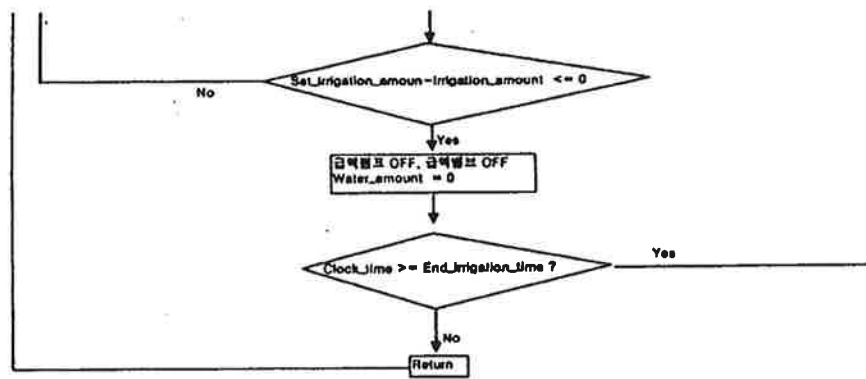 Set_irrigation_amoun-Irrigation_amount <= 0
No
Yes
급액펌프 OFF, 급액밸브 OFF
Water_amount = 0
Clock_time >= End_irrigation_time ?
Yes
No
Return